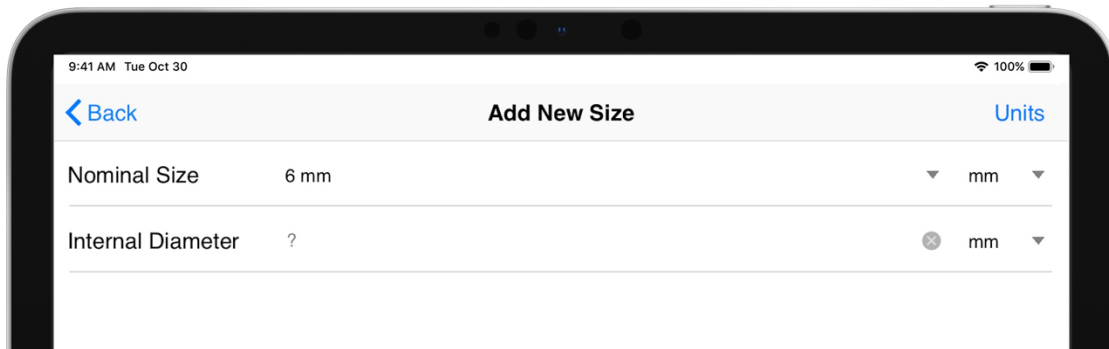 9:41 AM Tue Oct 30 100%
Back Add New Size Units
Nominal Size 6 mm mm
Internal Diameter ? mm